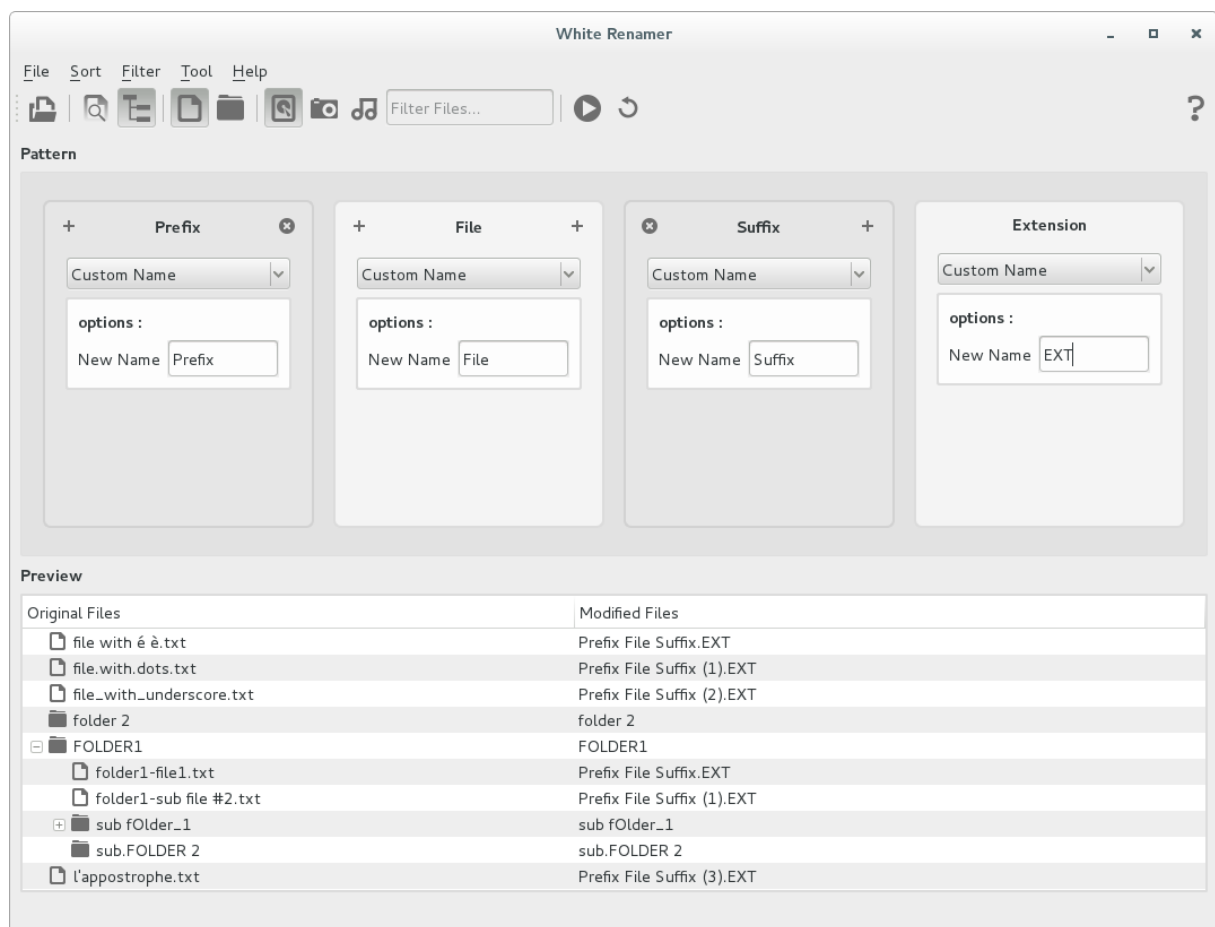 White Renamer
File Sort Filter Tool Help
Filter Files...
Pattern
Prefix File Suffix Extension
Custom Name Custom Name Custom Name Custom Name
options : options : options : options :
New Name Prefix New Name File New Name Suffix New Name EXT
Preview
Original Files Modified Files
file with é è.txt Prefix File Suffix.EXT
file.with.dots.txt Prefix File Suffix (1).EXT
file_with_underscore.txt Prefix File Suffix (2).EXT
folder 2 folder 2
FOLDER1 FOLDER1
folder1-file1.txt Prefix File Suffix.EXT
folder1-sub file #2.txt Prefix File Suffix (1).EXT
sub fOlder_1 sub fOlder_1
sub.FOLDER 2 sub.FOLDER 2
l'appostrophe.txt Prefix File Suffix (3).EXT